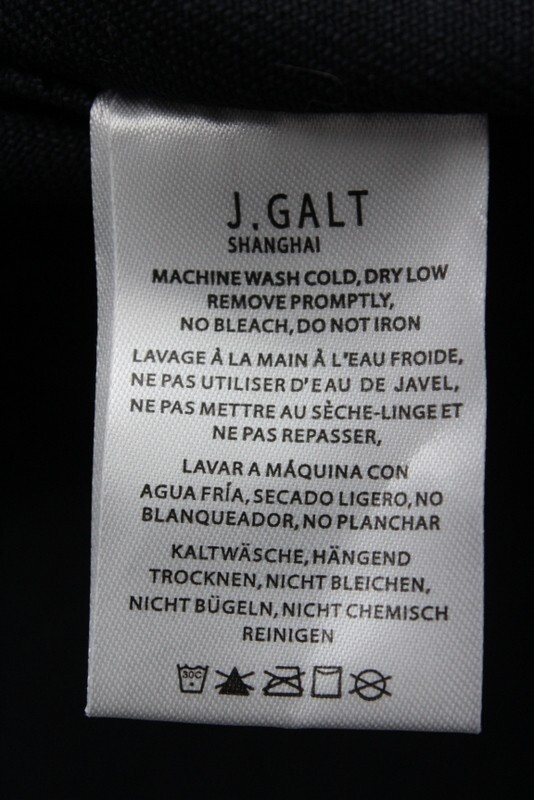 J.GALT
SHANGHAI
MACHINE WASH COLD, DRY LOW
REMOVE PROMPTLY,
NO BLEACH, DO NOT IRON
LAVAGE À LA MAIN À L'EAU FROIDE,
NE PAS UTILISER D'EAU DE JAVEL,
NE PAS METTRE AU SÈCHE-LINGE ET
NE PAS REPASSER,
LAVAR A MÁQUINA CON
AGUA FRÍA, SECADO LIGERO, NO
BLANQUEADOR, NO PLANCHAR
KALTWÄSCHE, HÄNGEND
TROCKNEN, NICHT BLEICHEN,
NICHT BÜGELN, NICHT CHEMISCH
REINIGEN
30C